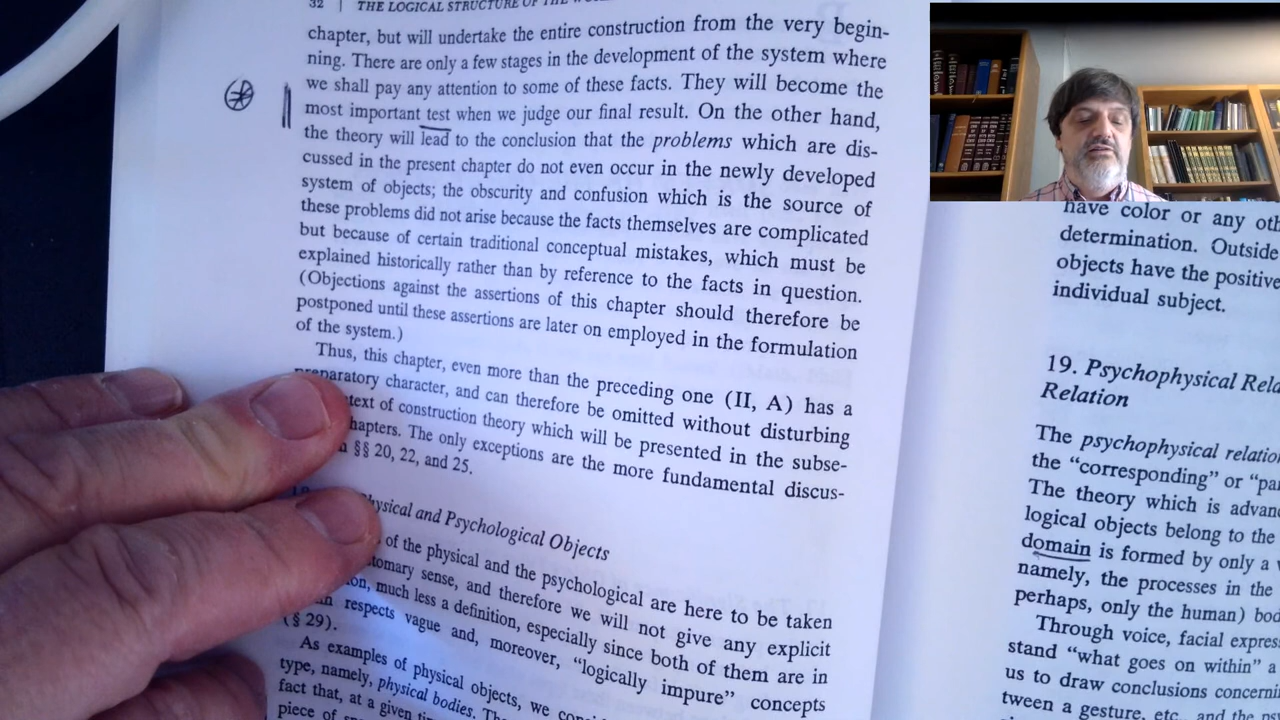 32 | THE LOGICAL STRUCTURE OF THE
chapter, but will undertake the entire construction from the very begin-
ning. There are only a few stages in the development of the system where
we shall pay any attention to some of these facts. They will become the
most important test when we judge our final result. On the other hand,
the theory will lead to the conclusion that the problems which are dis-
cussed in the present chapter do not even occur in the newly developed
system of objects; the obscurity and confusion which is the source of
these problems did not arise because the facts themselves are complicated
but because of certain traditional conceptual mistakes, which must be
explained historically rather than by reference to the facts in question.
(Objections against the assertions of this chapter should therefore be
postponed until these assertions are later on employed in the formulation
of the system.)
Thus, this chapter, even more than the preceding one (II, A) has a
preparatory character, and can therefore be omitted without disturbing
text of construction theory which will be presented in the subse-
hapters. The only exceptions are the more fundamental discus-
§§ 20, 22, and 25.
hysical and Psychological Objects
of the physical and the psychological are here to be taken
tomary sense, and therefore we will not give any explicit
on, much less a definition, especially since both of them are in
respects vague and, moreover, "logically impure" concepts
(§ 29).
As examples of physical objects, we
type, namely, physical bodies.
fact that, at a given
piece of
have color or any
determination. Outside
objects have the positive
individual subject.
19. Psychophysical
Relation
The psychophysical
the "corresponding" or
The theory which is
logical objects belong to the
domain is formed by only a
namely, the processes in the
perhaps, only the human)
Through voice, facial
stand "what goes on within" a
us to draw conclusions
tween a gesture, etc., and the